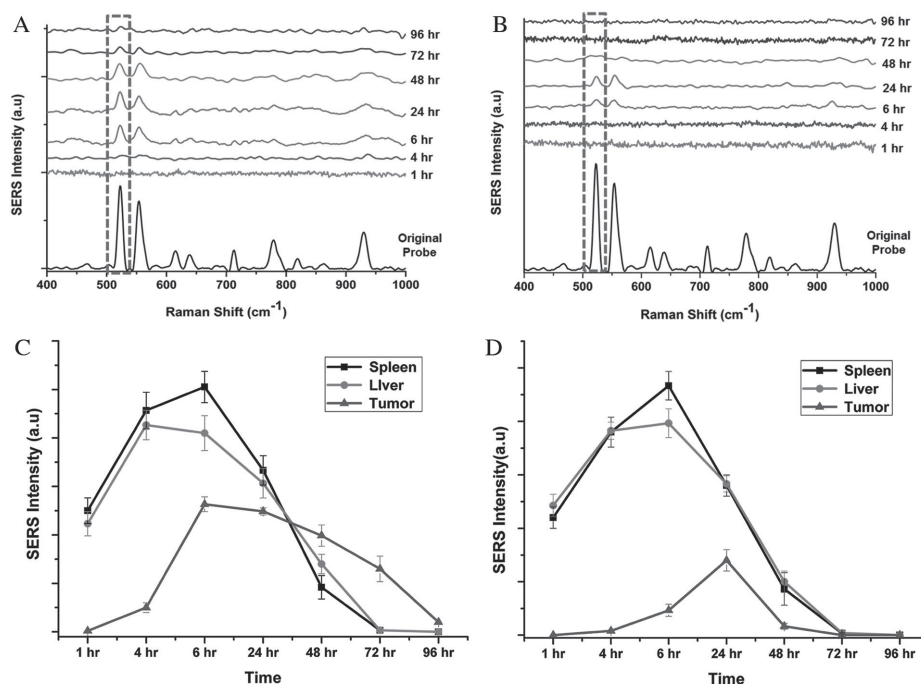 A
96 hr
72 hr
48 hr
24 hr
6 hr
4 hr
1 hr
Original
Probe
SERS Intensity (a.u)
400 500 600 700 800 900 1000
Raman Shift (cm-1)
B
96 hr
72 hr
48 hr
24 hr
6 hr
4 hr
1 hr
Original
Probe
SERS Intensity (a.u)
400 500 600 700 800 900 1000
Raman Shift (cm-1)
C
Spleen
LIver
Tumor
SERS Intensity (a.u)
1 hr 4 hr 6 hr 24 hr 48 hr 72 hr 96 hr
Time
D
Spleen
Liver
Tumor
SERS Intensity(a.u)
1 hr 4 hr 6 hr 24 hr 48 hr 72 hr 96 hr
Time